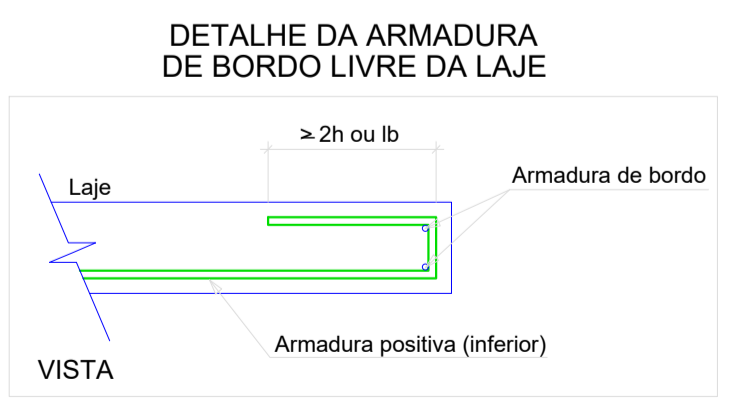 DETALHE DA ARMADURA
DE BORDO LIVRE DA LAJE
≥ 2h ou lb
Armadura de bordo
Laje
Armadura positiva (inferior)
VISTA